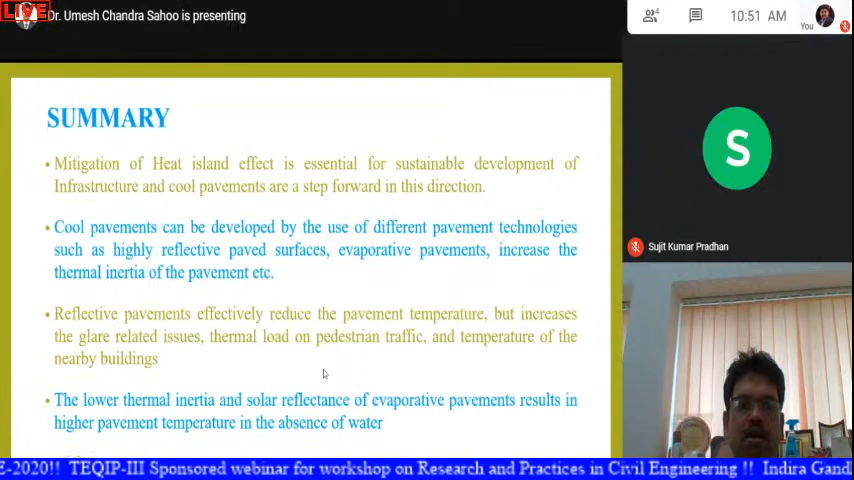 LIVE
Dr. Umesh Chandra Sahoo is presenting
4
10:51 AM
You
SUMMARY
• Mitigation of Heat island effect is essential for sustainable development of
Infrastructure and cool pavements are a step forward in this direction.
• Cool pavements can be developed by the use of different pavement technologies
such as highly reflective paved surfaces, evaporative pavements, increase the
thermal inertia of the pavement etc.
• Reflective pavements effectively reduce the pavement temperature, but increases
the glare related issues, thermal load on pedestrian traffic, and temperature of the
nearby buildings
• The lower thermal inertia and solar reflectance of evaporative pavements results in
higher pavement temperature in the absence of water
S
Sujit Kumar Pradhan
E-2020!! TEQIP-III Sponsored webinar for workshop on Research and Practices in Civil Engineering !! Indira Gand